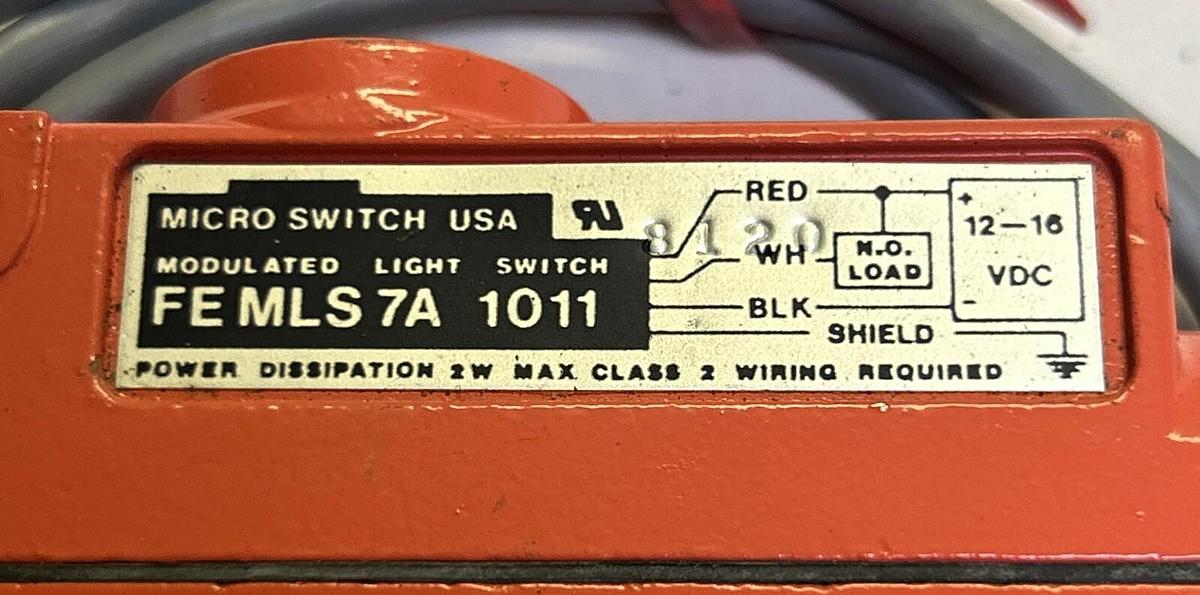 MICRO SWITCH USA
RU
8120
MODULATED LIGHT SWITCH
FE MLS 7A 1011
RED
WH
BLK
SHIELD
N.O.
LOAD
+
12-16
VDC
-
POWER DISSIPATION 2W MAX CLASS 2 WIRING REQUIRED